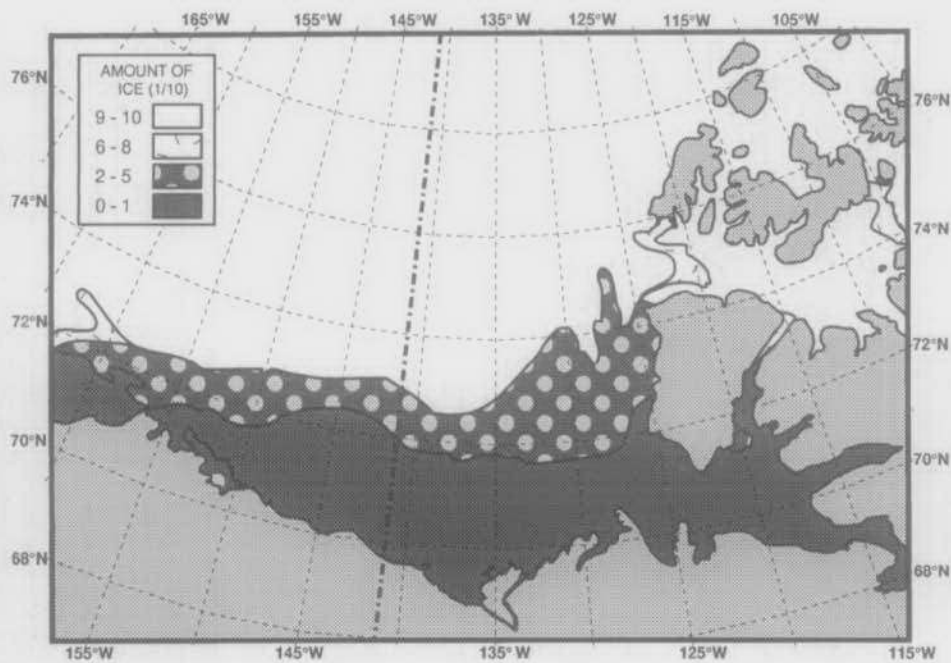 165°W 155°W 145°W 135°W 125°W 115°W 105°W
76°N
76°N
AMOUNT OF
ICE (1/10)
9 - 10
6 - 8
2 - 5
0 - 1
74°N
74°N
72°N
72°N
70°N
70°N
68°N
68°N
155°W 145°W 135°W 125°W 115°W